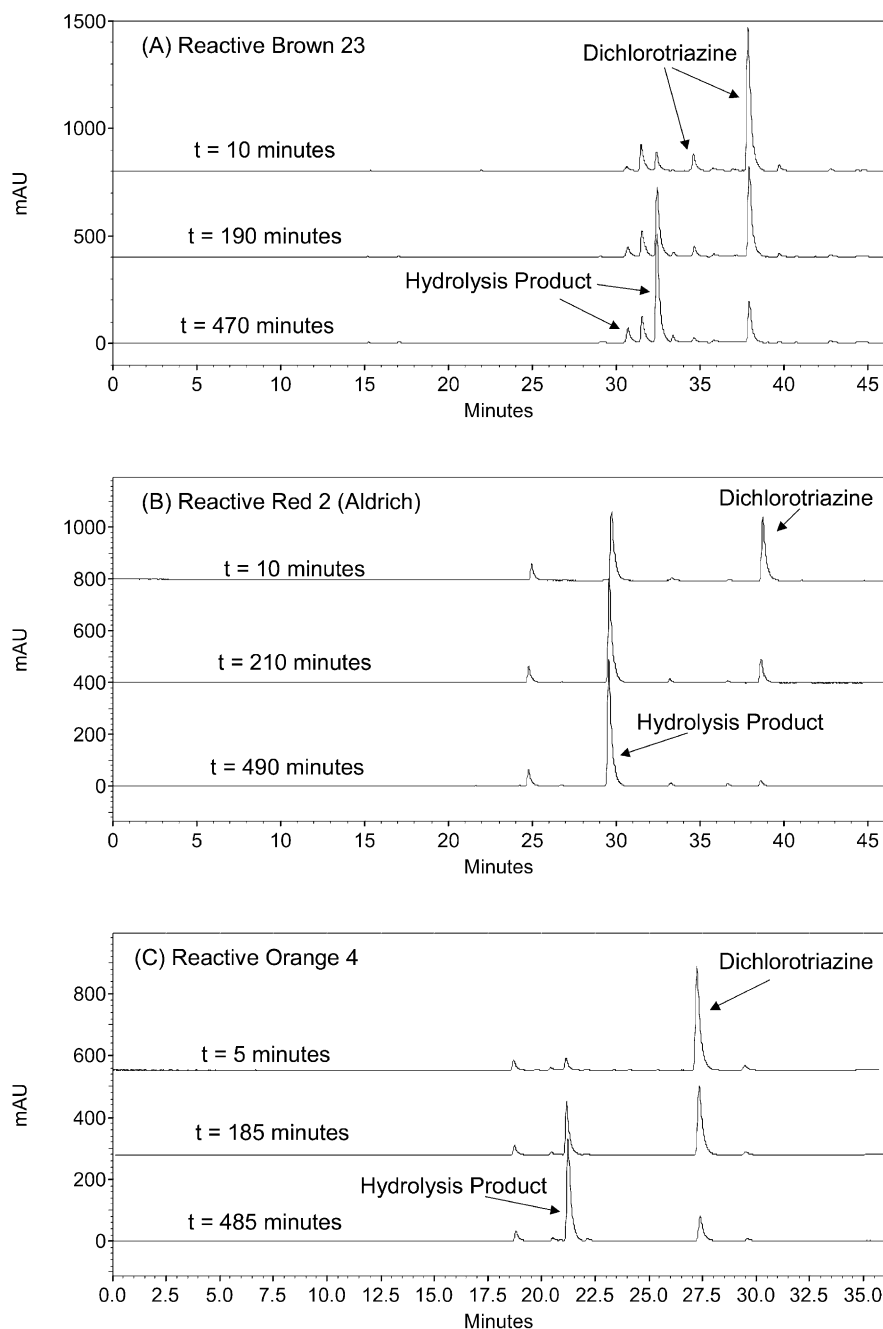 1500
(A) Reactive Brown 23
Dichlorotriazine
1000
t = 10 minutes
mAU
500
t = 190 minutes
Hydrolysis Product
t = 470 minutes
0
0 5 10 15 20 25 30 35 40 45
Minutes
(B) Reactive Red 2 (Aldrich)
Dichlorotriazine
1000
800
t = 10 minutes
600
mAU
t = 210 minutes
400
200
Hydrolysis Product
t = 490 minutes
0
0 5 10 15 20 25 30 35 40 45
Minutes
(C) Reactive Orange 4
Dichlorotriazine
800
600
t = 5 minutes
mAU
400
t = 185 minutes
200
Hydrolysis Product
t = 485 minutes
0
0.0 2.5 5.0 7.5 10.0 12.5 15.0 17.5 20.0 22.5 25.0 27.5 30.0 32.5 35.0
Minutes